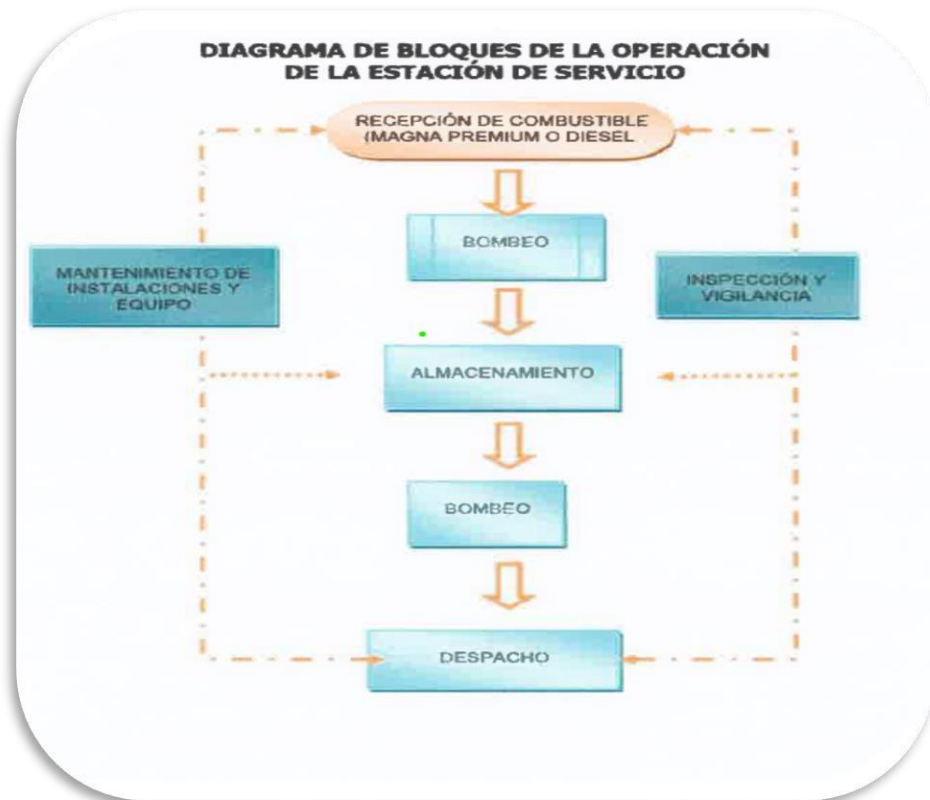 DIAGRAMA DE BLOQUES DE LA OPERACIÓN
DE LA ESTACIÓN DE SERVICIO
RECEPCIÓN DE COMBUSTIBLE
(MAGNA PREMIUM O DIESEL
BOMBEO
MANTENIMIENTO DE
INSTALACIONES Y
EQUIPO
INSPECCIÓN Y
VIGILANCIA
ALMACENAMIENTO
BOMBEO
DESPACHO